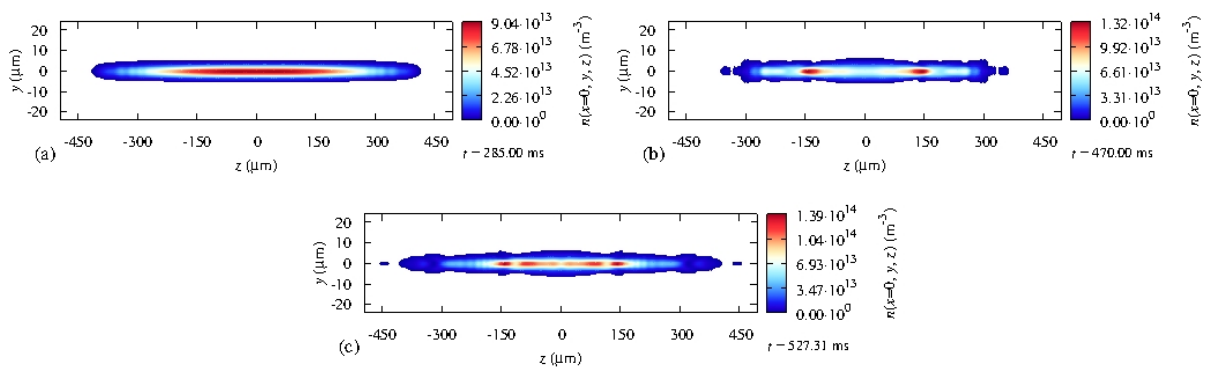 20
10
0
-10
-20
y (μm)
-450 -300 -150 0 150 300 450
z (μm)
(a)
9.04·10^13
6.78·10^13
4.52·10^13
2.26·10^13
0.00·10^0
n(x=0, y, z) (m^-3)
t = 285.00 ms
20
10
0
-10
-20
y (μm)
-450 -300 -150 0 150 300 450
z (μm)
(b)
1.32·10^14
9.92·10^13
6.61·10^13
3.31·10^13
0.00·10^0
n(x=0, y, z) (m^-3)
t = 470.00 ms
20
10
0
-10
-20
y (μm)
-450 -300 -150 0 150 300 450
z (μm)
(c)
1.39·10^14
1.04·10^14
6.93·10^13
3.47·10^13
0.00·10^0
n(x=0, y, z) (m^-3)
t = 527.31 ms